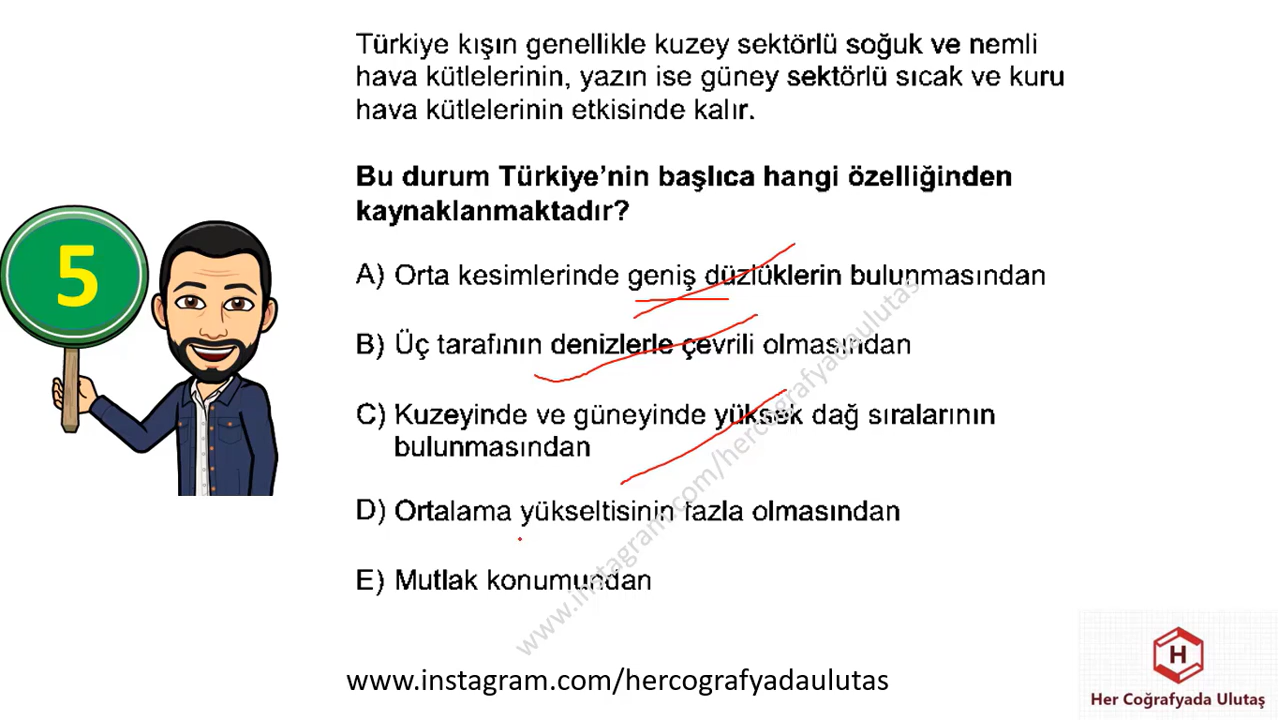 Türkiye kışın genellikle kuzey sektörlü soğuk ve nemli
hava kütlelerinin, yazın ise güney sektörlü sıcak ve kuru
hava kütlelerinin etkisinde kalır.
Bu durum Türkiye'nin başlıca hangi özelliğinden
kaynaklanmaktadır?
5
A) Orta kesimlerinde geniş düzlüklerin bulunmasından
B) Üç tarafının denizlerle çevrili olmasından
C) Kuzeyinde ve güneyinde yüksek dağ sıralarının
bulunmasından
D) Ortalama yükseltisinin fazla olmasından
E) Mutlak konumundan
www.instagram.com/hercografyadaulutas
www.instagram.com/hercografyadaulutas
H
Her Coğrafyada Ulutaş